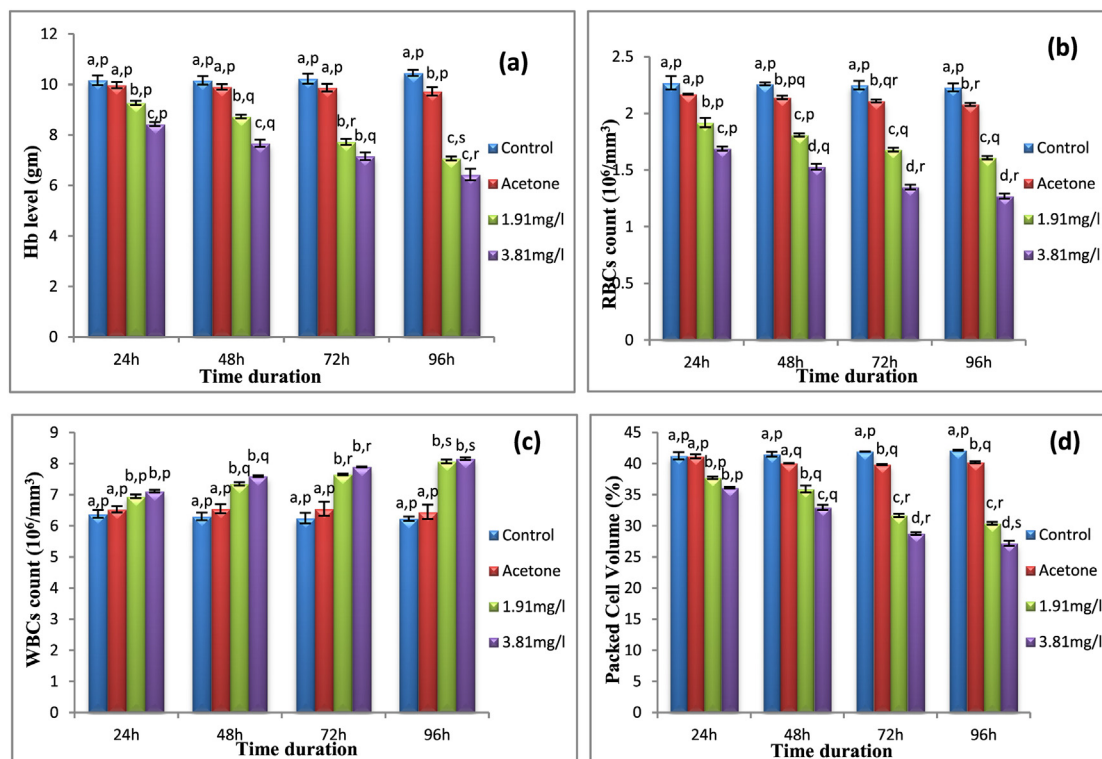 (a)
Hb level (gm)
12
10
8
6
4
2
0
a,p a,p b,p c,p
a,p a,p b,q c,q
a,p a,p b,r b,q
a,p b,p c,s c,r
24h 48h 72h 96h
Time duration
Control
Acetone
1.91mg/l
3.81mg/l
(b)
RBCs count (10⁶/mm³)
2.5
2
1.5
1
0.5
0
a,p a,p b,p c,p
a,p b,pq c,p d,q
a,p b,qr c,q d,r
a,p b,r c,q d,r
24h 48h 72h 96h
Time duration
Control
Acetone
1.91mg/l
3.81mg/l
(c)
WBCs count (10⁶/mm³)
9
8
7
6
5
4
3
2
1
0
a,p a,p b,p b,p
a,p a,p b,q b,q
a,p a,p b,r b,r
a,p a,p b,s b,s
24h 48h 72h 96h
Time duration
Control
Acetone
1.91mg/l
3.81mg/l
(d)
Packed Cell Volume (%)
45
40
35
30
25
20
15
10
5
0
a,p a,p b,p b,p
a,p a,q b,q c,q
a,p b,q c,r d,r
a,p b,q c,r d,s
24h 48h 72h 96h
Time duration
Control
Acetone
1.91mg/l
3.81mg/l